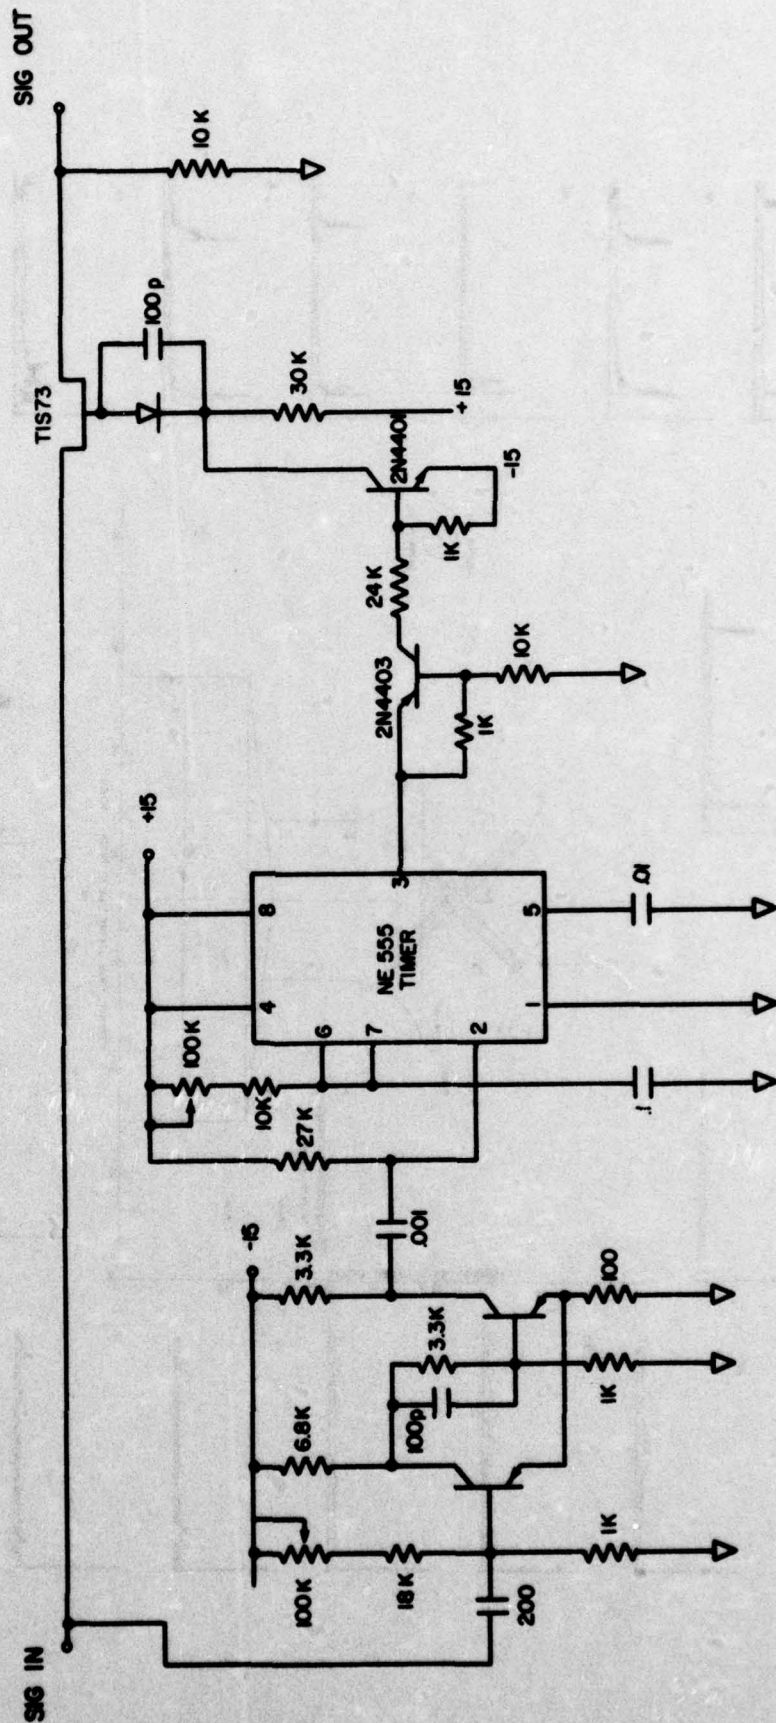 SIG IN
SIG OUT
TIS73
100p
10K
30K
+15
2N4401
-15
1K
24K
2N4403
1K
10K
+15
100K
10K
27K
4
8
6
7
2
3
1
5
NE 555
TIMER
.01
.1
.001
-15
3.3K
6.8K
100K
18K
200
1K
100p
3.3K
1K
100